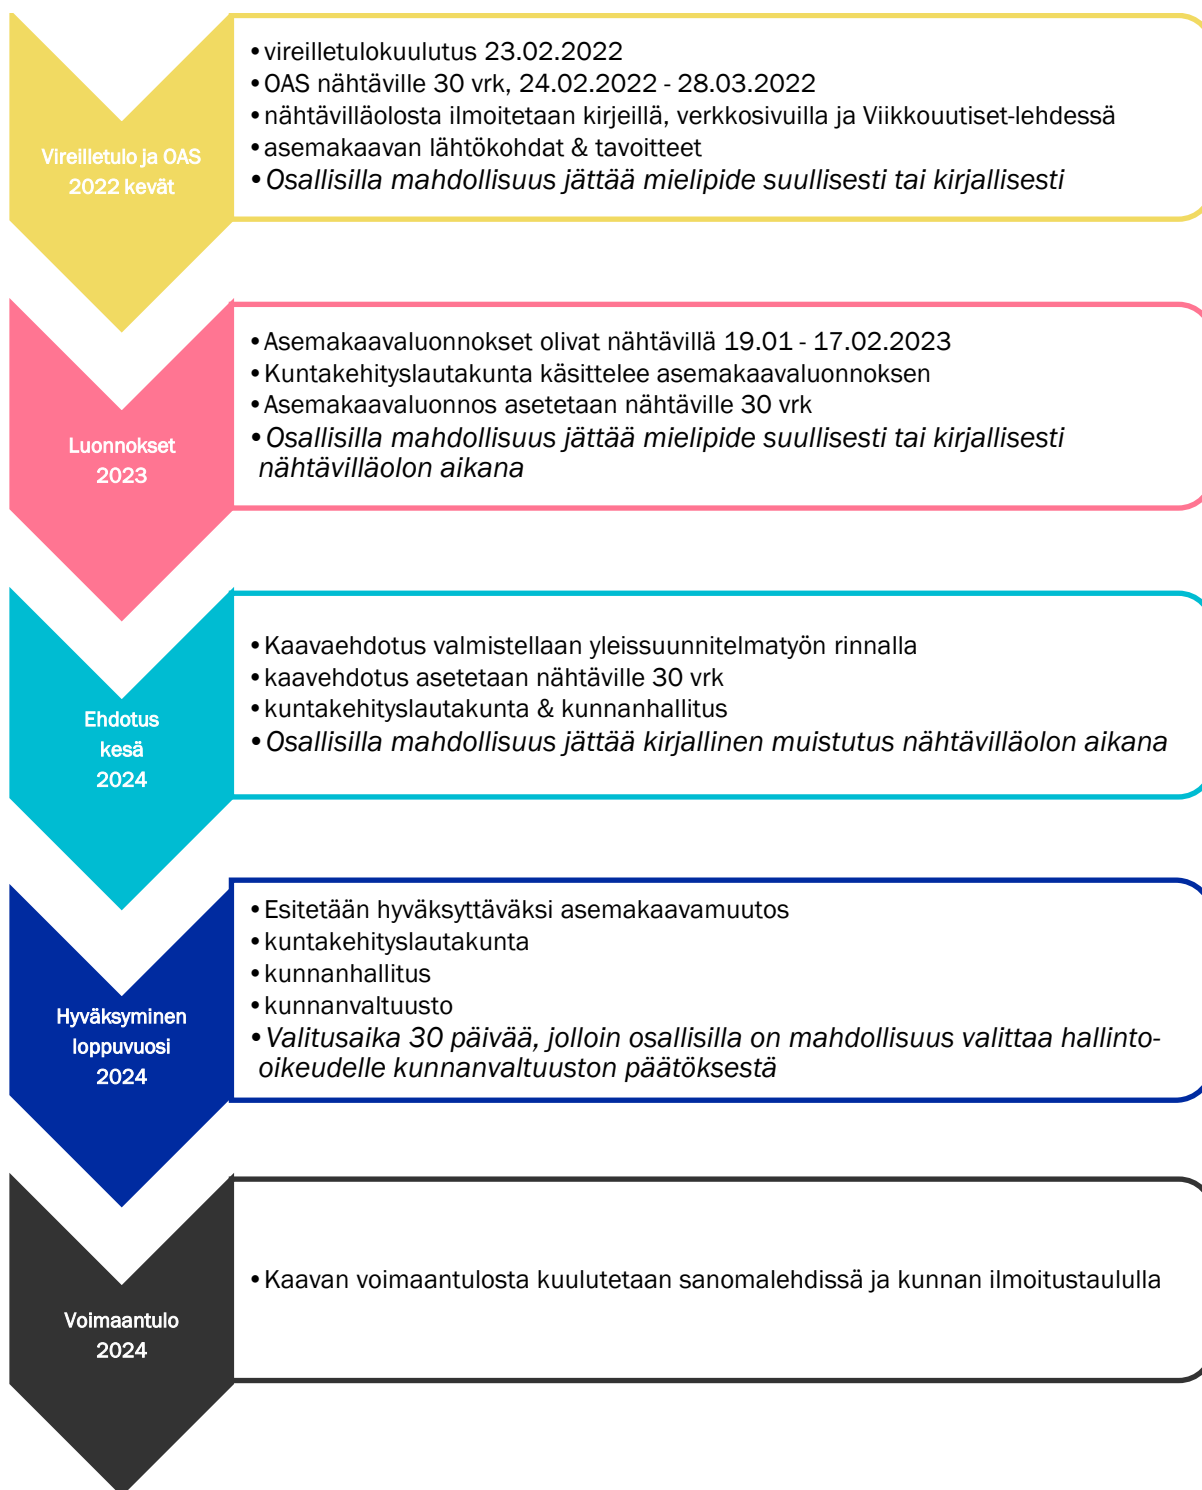 Vireilletulo ja OAS
2022 kevät
•vireilletulokuulutus 23.02.2022
•OAS nähtäville 30 vrk, 24.02.2022 - 28.03.2022
•nähtävilläolosta ilmoitetaan kirjeillä, verkkosivuilla ja Viikkouutiset-lehdessä
•asemakaavan lähtökohdat & tavoitteet
•Osallisilla mahdollisuus jättää mielipide suullisesti tai kirjallisesti
Luonnokset
2023
•Asemakaavaluonnokset olivat nähtävillä 19.01 - 17.02.2023
•Kuntakehityslautakunta käsittelee asemakaavaluonnoksen
•Asemakaavaluonnos asetetaan nähtäville 30 vrk
•Osallisilla mahdollisuus jättää mielipide suullisesti tai kirjallisesti
nähtävilläolon aikana
Ehdotus
kesä
2024
•Kaavaehdotus valmistellaan yleissuunnitelmatyön rinnalla
•kaavehdotus asetetaan nähtäville 30 vrk
•kuntakehityslautakunta & kunnanhallitus
•Osallisilla mahdollisuus jättää kirjallinen muistutus nähtävilläolon aikana
Hyväksyminen
loppuvuosi
2024
•Esitetään hyväksyttäväksi asemakaavamuutos
•kuntakehityslautakunta
•kunnanhallitus
•kunnanvaltuusto
•Valitusaika 30 päivää, jolloin osallisilla on mahdollisuus valittaa hallinto-
oikeudelle kunnanvaltuuston päätöksestä
Voimaantulo
2024
•Kaavan voimaantulosta kuulutetaan sanomalehdissä ja kunnan ilmoitustaululla